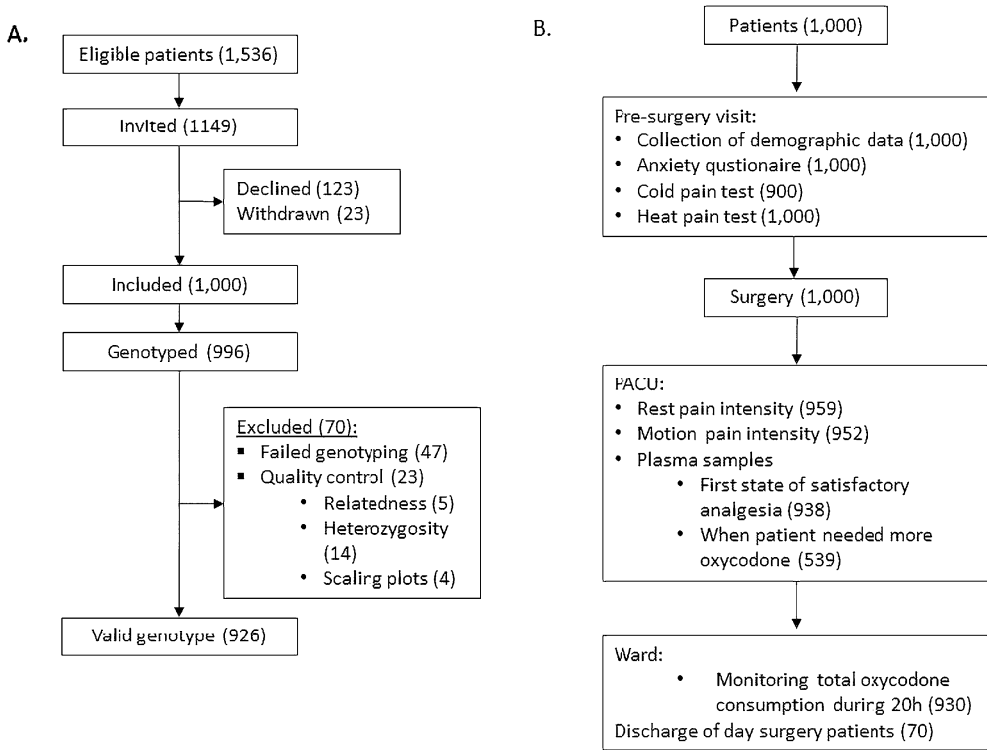 A.
Eligible patients (1,536)
Invited (1149)
Declined (123)
Withdrawn (23)
Included (1,000)
Genotyped (996)
Excluded (70):
▪ Failed genotyping (47)
▪ Quality control (23)
• Relatedness (5)
• Heterozygosity
(14)
• Scaling plots (4)
Valid genotype (926)
B.
Patients (1,000)
Pre-surgery visit:
• Collection of demographic data (1,000)
• Anxiety qustionaire (1,000)
• Cold pain test (900)
• Heat pain test (1,000)
Surgery (1,000)
PACU:
• Rest pain intensity (959)
• Motion pain intensity (952)
• Plasma samples
• First state of satisfactory
analgesia (938)
• When patient needed more
oxycodone (539)
Ward:
• Monitoring total oxycodone
consumption during 20h (930)
Discharge of day surgery patients (70)